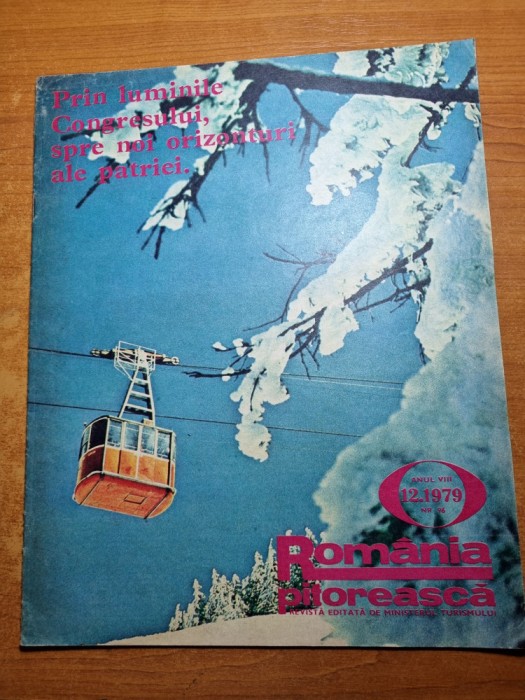 Prin luminile
Congresului,
spre noi orizonturi
ale patriei.
ANUL VIII
12.1979
NR.
România
pitorească
REVISTĂ EDITATĂ DE MINISTERUL TURISMULUI